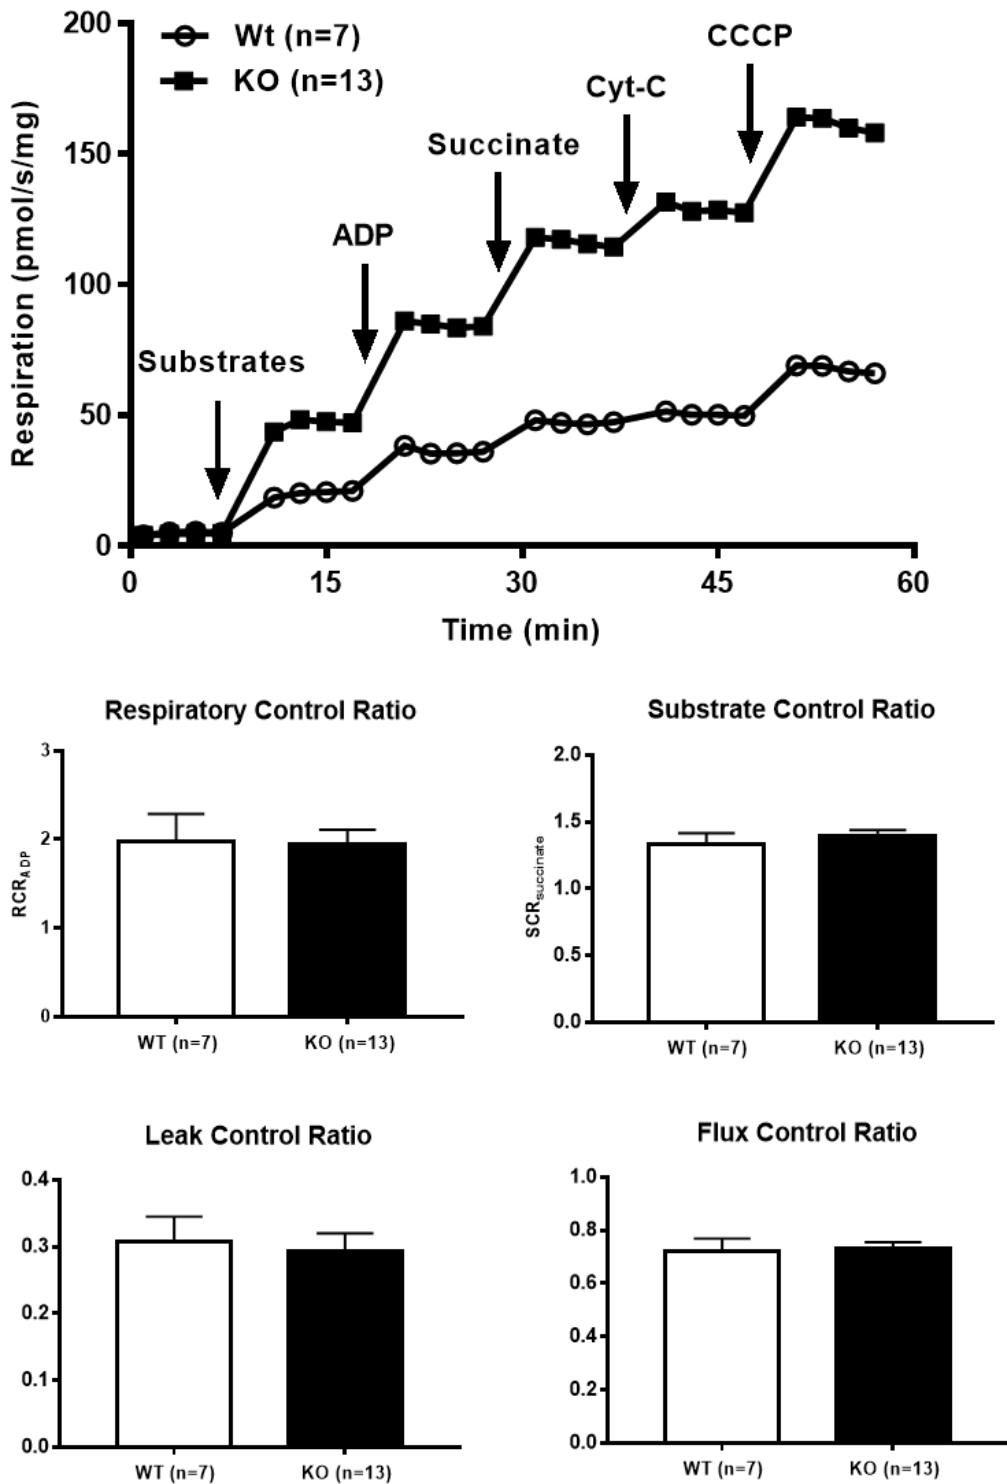 200
150
100
50
0
Respiration (pmol/s/mg)
Wt (n=7)
KO (n=13)
Substrates
ADP
Succinate
Cyt-C
CCCP
0 15 30 45 60
Time (min)
Respiratory Control Ratio
3
2
1
0
RCRADP
WT (n=7) KO (n=13)
Substrate Control Ratio
2.0
1.5
1.0
0.5
0.0
SCRsuccinate
WT (n=7) KO (n=13)
Leak Control Ratio
0.4
0.3
0.2
0.1
0.0
WT (n=7) KO (n=13)
Flux Control Ratio
1.0
0.8
0.6
0.4
0.2
0.0
WT (n=7) KO (n=13)